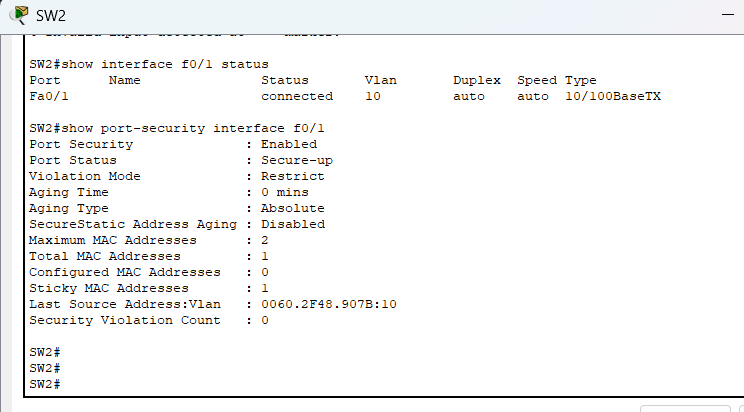 SW2
SW2#show interface f0/1 status
Port Name Status Vlan Duplex Speed Type
Fa0/1 connected 10 auto auto 10/100BaseTX
SW2#show port-security interface f0/1
Port Security : Enabled
Port Status : Secure-up
Violation Mode : Restrict
Aging Time : 0 mins
Aging Type : Absolute
SecureStatic Address Aging : Disabled
Maximum MAC Addresses : 2
Total MAC Addresses : 1
Configured MAC Addresses : 0
Sticky MAC Addresses : 1
Last Source Address:Vlan : 0060.2F48.907B:10
Security Violation Count : 0
SW2#
SW2#
SW2#